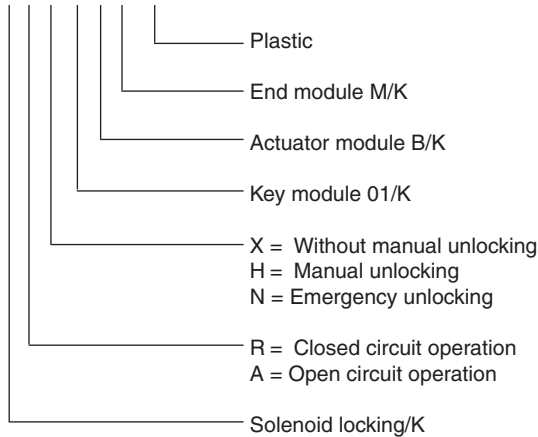 Plastic
End module M/K
Actuator module B/K
Key module 01/K
X = Without manual unlocking
H = Manual unlocking
N = Emergency unlocking
R = Closed circuit operation
A = Open circuit operation
Solenoid locking/K